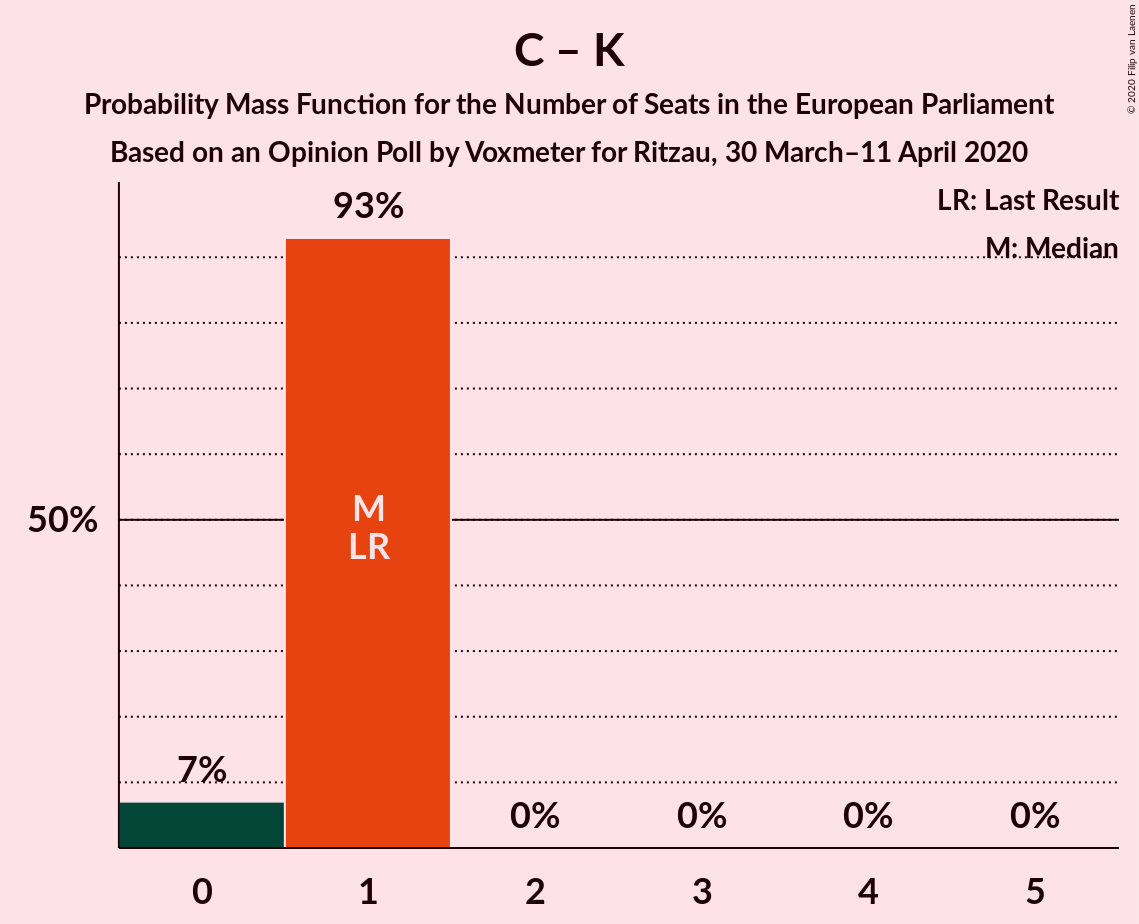 C – K
Probability Mass Function for the Number of Seats in the European Parliament
Based on an Opinion Poll by Voxmeter for Ritzau, 30 March–11 April 2020
© 2020 Filip van Laenen
LR: Last Result
M: Median
93%
50%
M
LR
7%
0%
0%
0%
0%
0
1
2
3
4
5